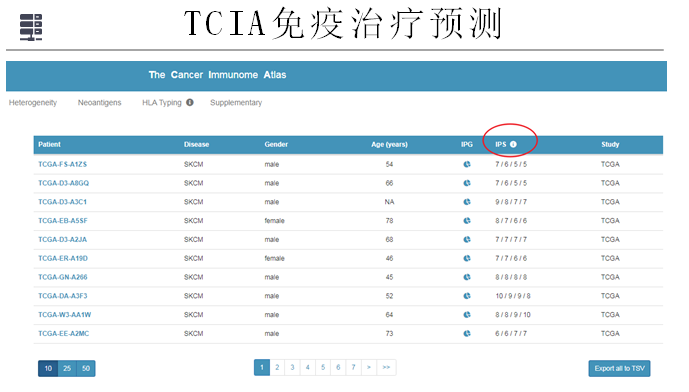 TCIA免疫治疗预测
The Cancer Immunome Atlas
Heterogeneity Neoantigens HLA Typing Supplementary
Patient Disease Gender Age (years) IPG IPS Study
TCGA-FS-A1ZS SKCM male 54 7 / 6 / 5 / 5 TCGA
TCGA-D3-A8GQ SKCM male 66 7 / 6 / 5 / 5 TCGA
TCGA-D3-A3C1 SKCM male NA 9 / 8 / 7 / 7 TCGA
TCGA-EB-A5SF SKCM female 78 8 / 7 / 6 / 6 TCGA
TCGA-D3-A2JA SKCM male 68 7 / 7 / 7 / 7 TCGA
TCGA-ER-A19D SKCM female 46 7 / 7 / 6 / 6 TCGA
TCGA-GN-A266 SKCM male 45 8 / 8 / 8 / 8 TCGA
TCGA-DA-A3F3 SKCM male 52 10 / 9 / 9 / 8 TCGA
TCGA-W3-AA1W SKCM male 64 8 / 8 / 9 / 10 TCGA
TCGA-EE-A2MC SKCM male 73 6 / 6 / 7 / 7 TCGA
10 25 50 1 2 3 4 5 6 7 > >> Export all to TSV